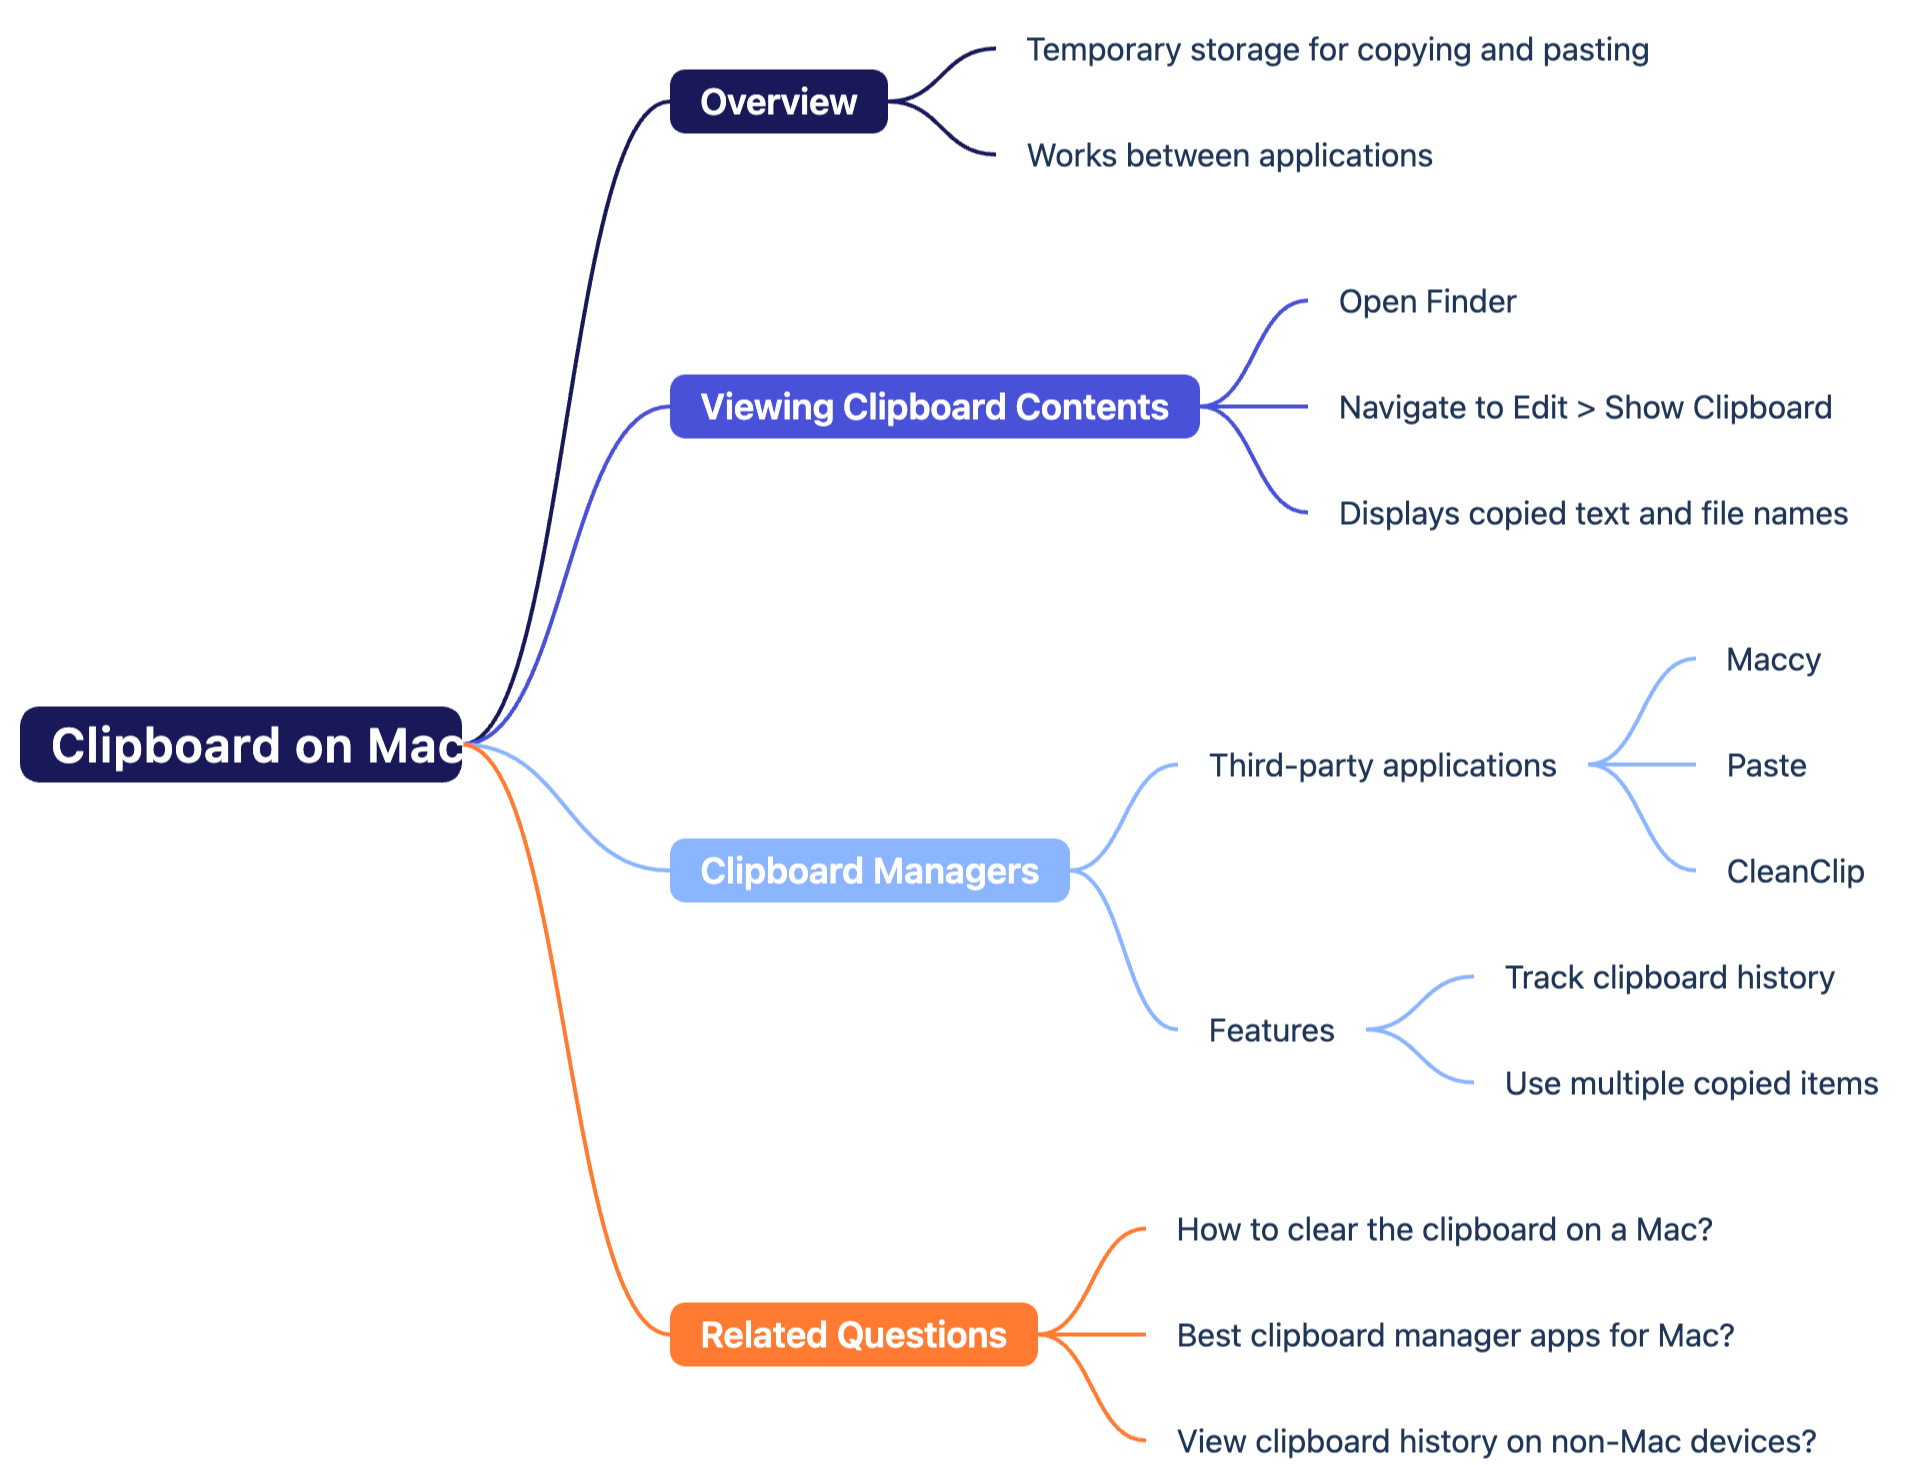 Clipboard on Mac
Overview
Temporary storage for copying and pasting
Works between applications
Viewing Clipboard Contents
Open Finder
Navigate to Edit > Show Clipboard
Displays copied text and file names
Clipboard Managers
Third-party applications
Maccy
Paste
CleanClip
Features
Track clipboard history
Use multiple copied items
Related Questions
How to clear the clipboard on a Mac?
Best clipboard manager apps for Mac?
View clipboard history on non-Mac devices?